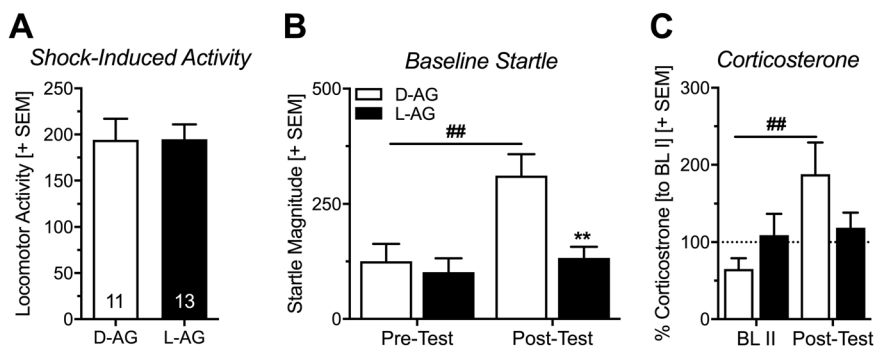 A
Shock-Induced Activity
Locomotor Activity [+ SEM]
250
200
150
100
50
0
11
13
D-AG
L-AG
B
Baseline Startle
Startle Magnitude [+ SEM]
500
250
0
D-AG
L-AG
##
**
Pre-Test
Post-Test
C
Corticosterone
% Corticostrone [to BL I] [+ SEM]
300
200
100
0
##
BL II
Post-Test